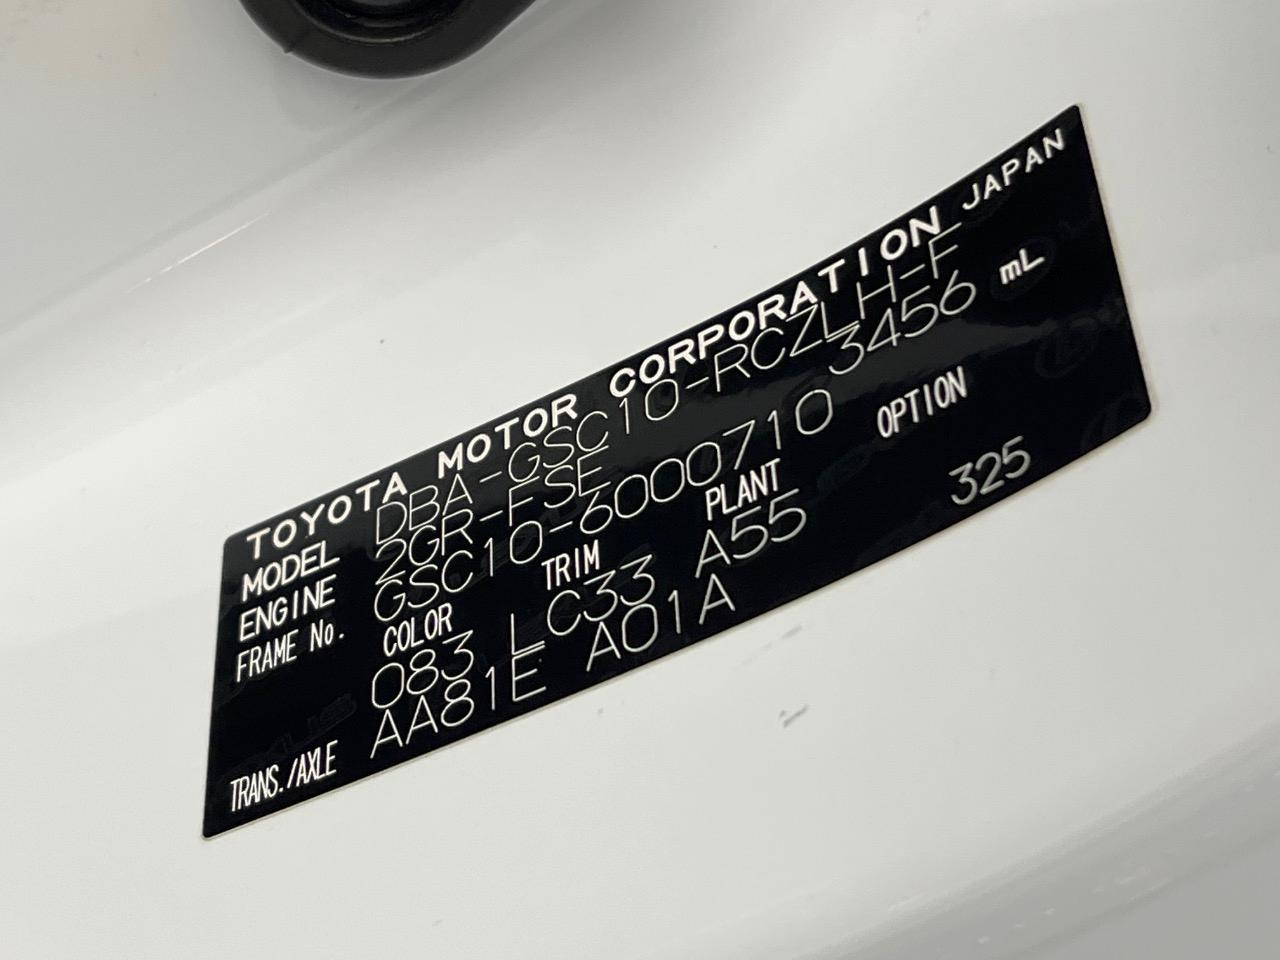 TOYOTA MOTOR CORPORATION JAPAN
MODEL DBA-GSC10-RCZLH-F
ENGINE 2GR-FSE 3456 mL
FRAME No. GSC10-6000710
COLOR TRIM PLANT OPTION
083 LC33 A55 325
TRANS./AXLE AA81E A01A